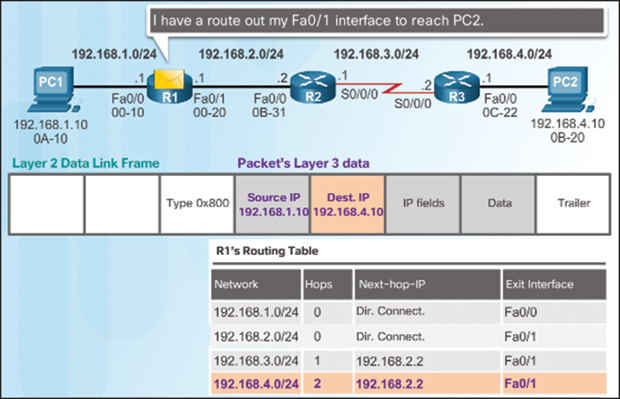 I have a route out my Fa0/1 interface to reach PC2.
192.168.1.0/24 192.168.2.0/24 192.168.3.0/24 192.168.4.0/24
PC1 .1 R1 .1 .2 R2 .1 .2 R3 .1 PC2
Fa0/0 Fa0/1 Fa0/0 S0/0/0 S0/0/0 Fa0/0
00-10 00-20 0B-31 0C-22
192.168.1.10 192.168.4.10
0A-10 0B-20
Layer 2 Data Link Frame Packet's Layer 3 data
Type 0x800 Source IP Dest. IP IP fields Data Trailer
192.168.1.10 192.168.4.10
R1's Routing Table
Network Hops Next-hop-IP Exit Interface
192.168.1.0/24 0 Dir. Connect. Fa0/0
192.168.2.0/24 0 Dir. Connect. Fa0/1
192.168.3.0/24 1 192.168.2.2 Fa0/1
192.168.4.0/24 2 192.168.2.2 Fa0/1